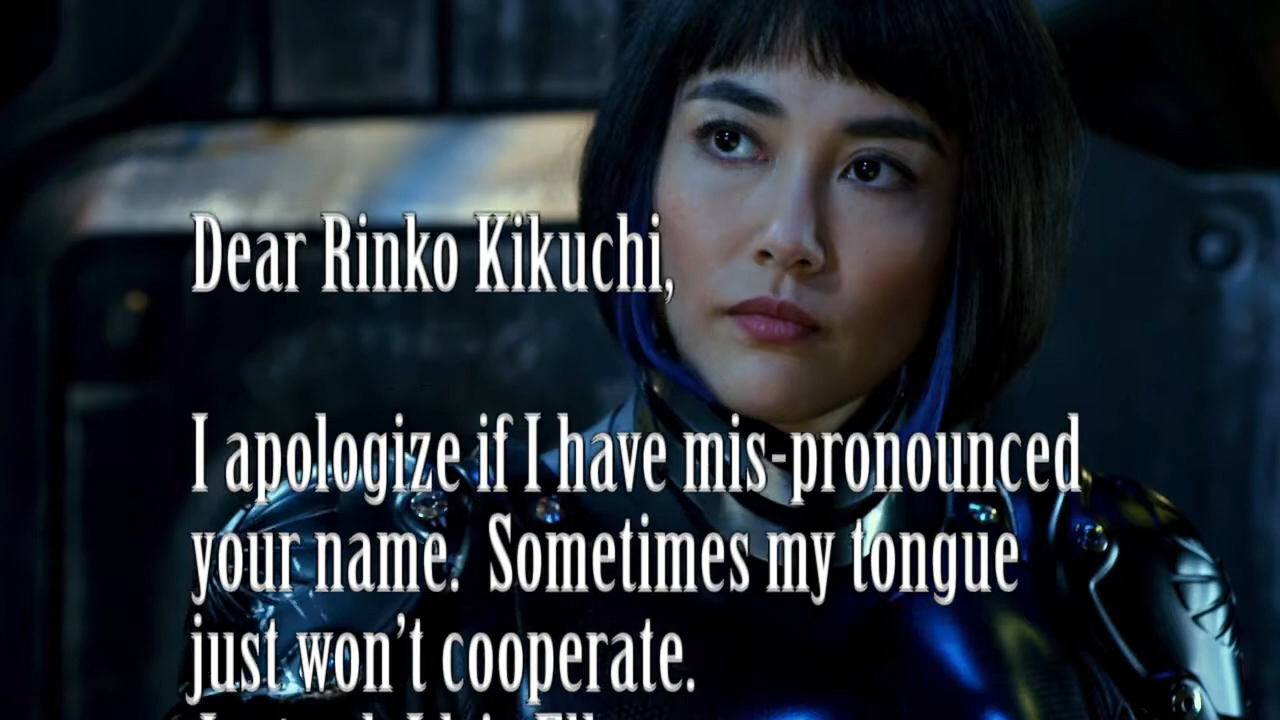 Dear Rinko Kikuchi,
I apologize if I have mis-pronounced
your name.  Sometimes my tongue
just won’t cooperate.